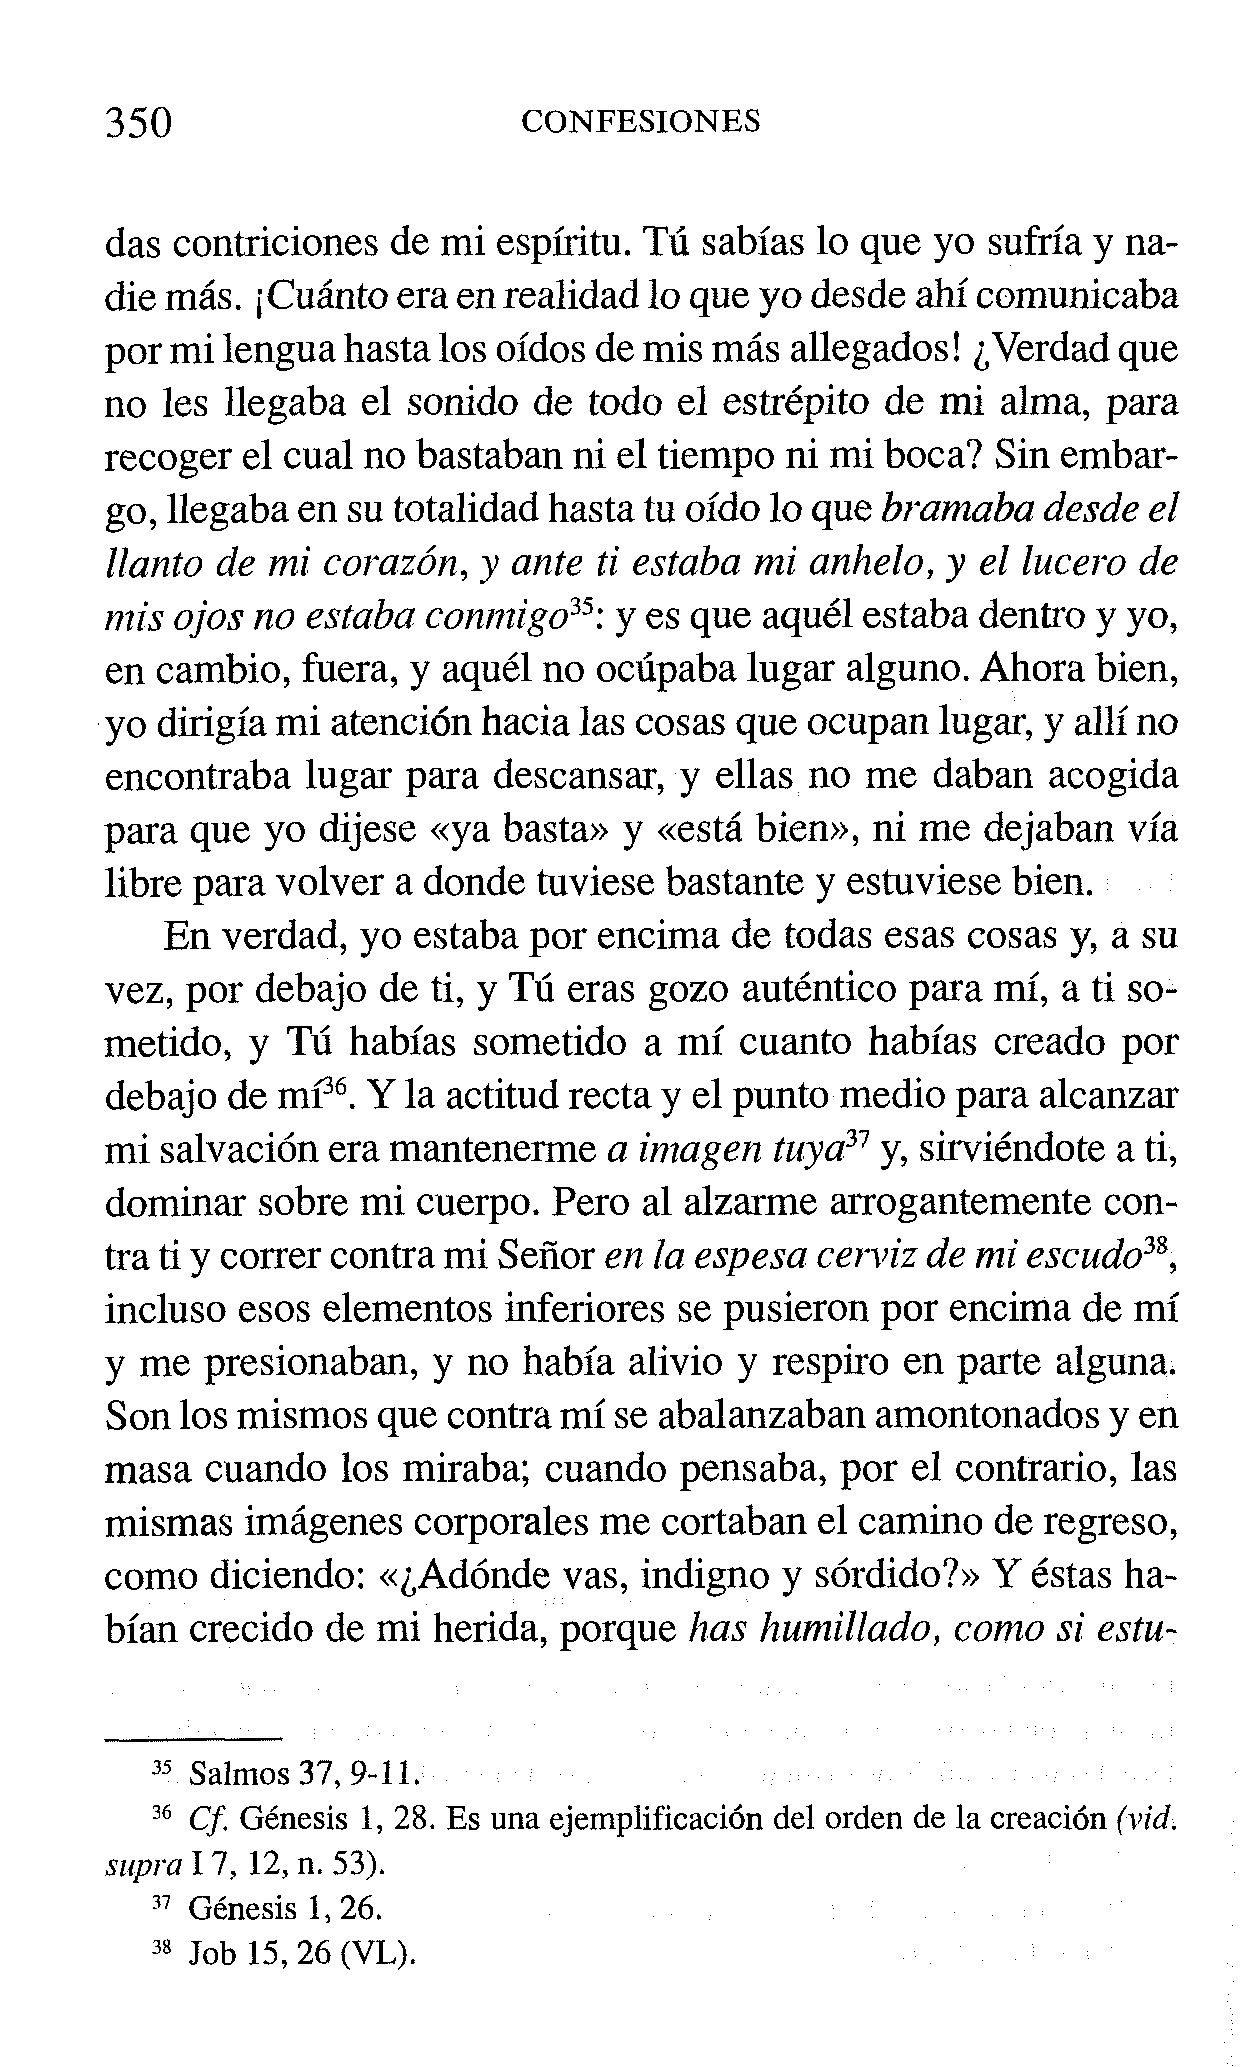 350 CONFESIONES
das contriciones de mi espíritu. Tú sabías lo que yo sufría y na-
die más. ¡Cuánto era en realidad lo que yo desde ahí comunicaba
por mi lengua hasta los oídos de mis más allegados! ¿Verdad que
no les llegaba el sonido de todo el estrépito de mi alma, para
recoger el cual no bastaban ni el tiempo ni mi boca? Sin embar-
go, llegaba en su totalidad hasta tu oído lo que bramaba desde el
llanto de mi corazón, y ante ti estaba mi anhelo, y el lucero de
mis ojos no estaba conmigo³⁵: y es que aquél estaba dentro y yo,
en cambio, fuera, y aquél no ocúpaba lugar alguno. Ahora bien,
yo dirigía mi atención hacia las cosas que ocupan lugar, y allí no
encontraba lugar para descansar, y ellas no me daban acogida
para que yo dijese «ya basta» y «está bien», ni me dejaban vía
libre para volver a donde tuviese bastante y estuviese bien.
En verdad, yo estaba por encima de todas esas cosas y, a su
vez, por debajo de ti, y Tú eras gozo auténtico para mí, a ti so-
metido, y Tú habías sometido a mí cuanto habías creado por
debajo de mí³⁶. Y la actitud recta y el punto medio para alcanzar
mi salvación era mantenerme a imagen tuya³⁷ y, sirviéndote a ti,
dominar sobre mi cuerpo. Pero al alzarme arrogantemente con-
tra ti y correr contra mi Señor en la espesa cerviz de mi escudo³⁸,
incluso esos elementos inferiores se pusieron por encima de mí
y me presionaban, y no había alivio y respiro en parte alguna.
Son los mismos que contra mí se abalanzaban amontonados y en
masa cuando los miraba; cuando pensaba, por el contrario, las
mismas imágenes corporales me cortaban el camino de regreso,
como diciendo: «¿Adónde vas, indigno y sórdido?» Y éstas ha-
bían crecido de mi herida, porque has humillado, como si estu-
³⁵ Salmos 37, 9-11.
³⁶ Cf. Génesis 1, 28. Es una ejemplificación del orden de la creación (vid.
supra I 7, 12, n. 53).
³⁷ Génesis 1, 26.
³⁸ Job 15, 26 (VL).